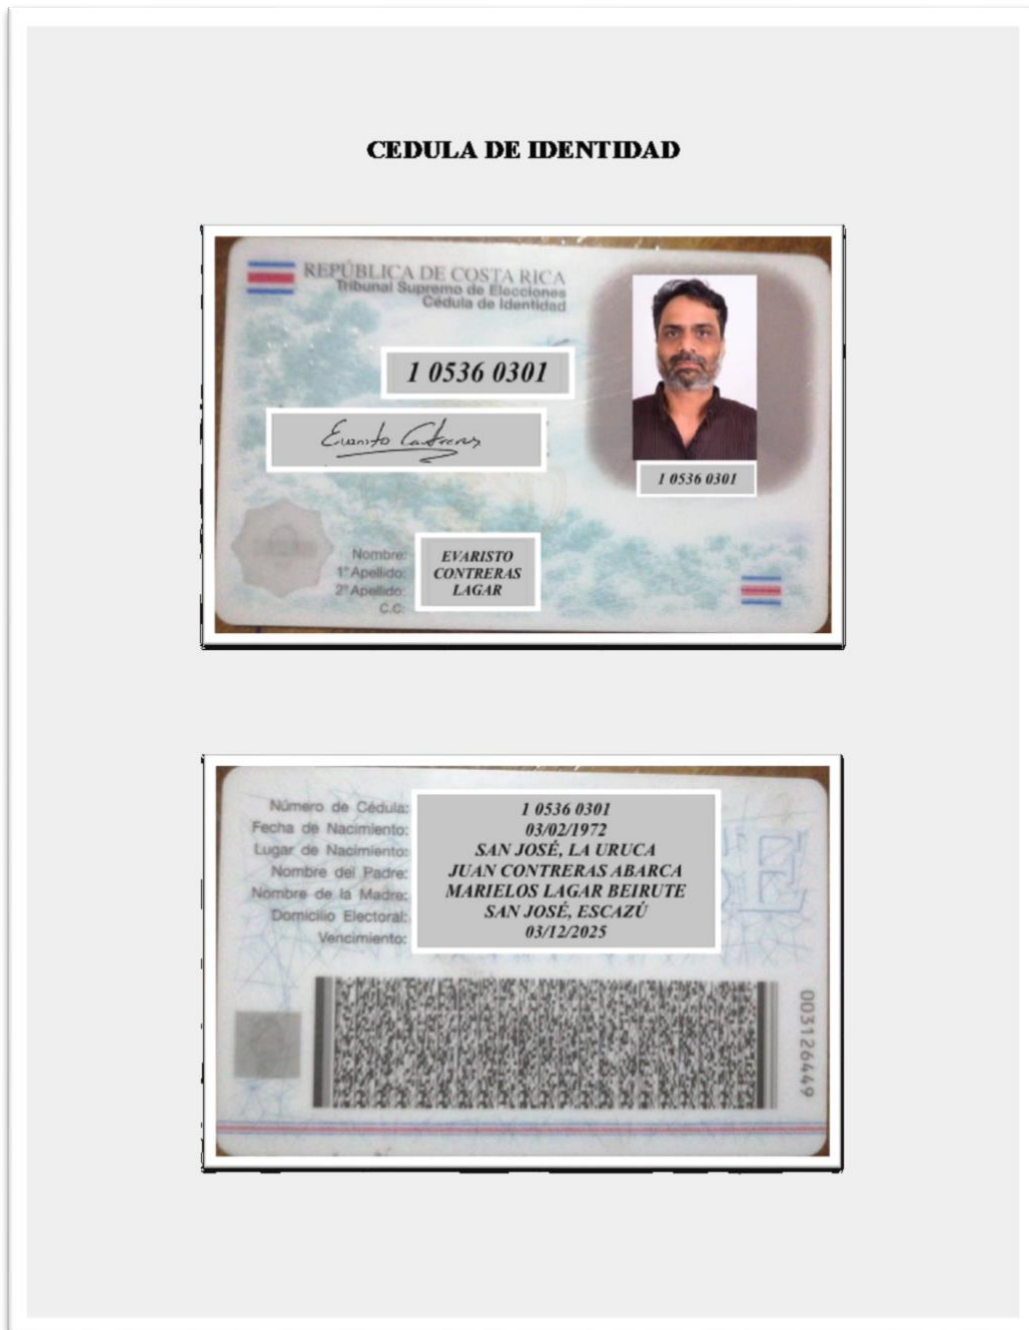 CEDULA DE IDENTIDAD
REPÚBLICA DE COSTA RICA
Tribunal Supremo de Elecciones
Cédula de Identidad
1 0536 0301
Evaristo Contreras
1 0536 0301
Nombre: EVARISTO
1° Apellido: CONTRERAS
2° Apellido: LAGAR
C.C:
Número de Cédula: 1 0536 0301
Fecha de Nacimiento: 03/02/1972
Lugar de Nacimiento: SAN JOSÉ, LA URUCA
Nombre del Padre: JUAN CONTRERAS ABARCA
Nombre de la Madre: MARIELOS LAGAR BEIRUTE
Domicilio Electoral: SAN JOSÉ, ESCAZÚ
Vencimiento: 03/12/2025
003126449